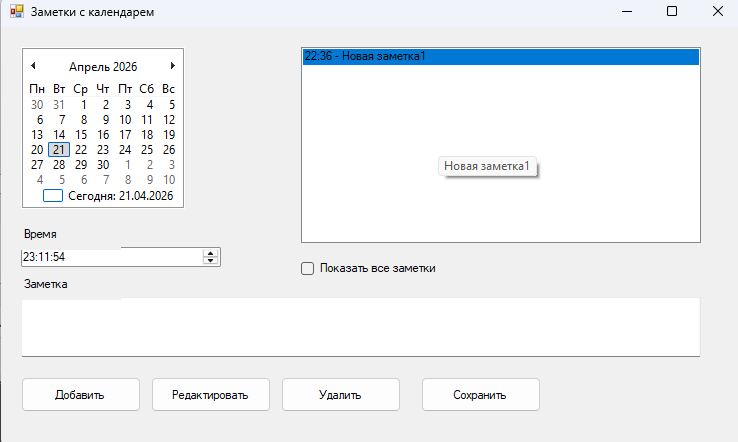 Заметки с календарем
Апрель 2026
Пн Вт Ср Чт Пт Сб Вс
30 31 1 2 3 4 5
6 7 8 9 10 11 12
13 14 15 16 17 18 19
20 21 22 23 24 25 26
27 28 29 30 1 2 3
4 5 6 7 8 9 10
Сегодня: 21.04.2026
22:36 - Новая заметка1
Новая заметка1
Время
23:11:54
Показать все заметки
Заметка
Добавить
Редактировать
Удалить
Сохранить